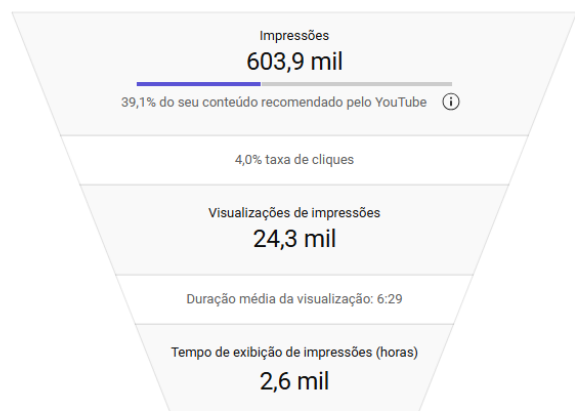 Impressões
603,9 mil
39,1% do seu conteúdo recomendado pelo YouTube
4,0% taxa de cliques
Visualizações de impressões
24,3 mil
Duração média da visualização: 6:29
Tempo de exibição de impressões (horas)
2,6 mil